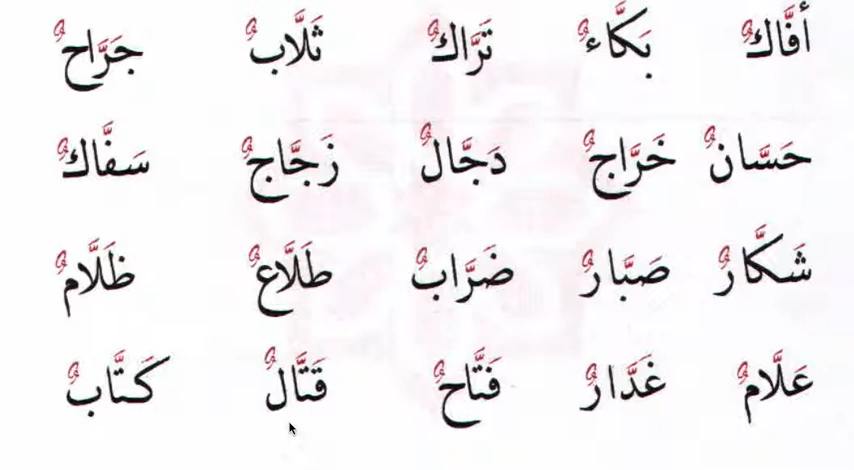 أَفَّاكٌ بَكَّاءٌ تَرَّاكٌ ثَلَّابٌ جَرَّاحٌ
حَسَّانٌ خَرَّاجٌ دَجَّالٌ زَجَّاجٌ سَفَّاكٌ
شَكَّارٌ صَبَّارٌ ضَرَّابٌ طَلَّاعٌ ظَلَّامٌ
عَلَّامٌ غَدَّارٌ فَتَّاحٌ قَتَّالٌ كَتَّابٌ